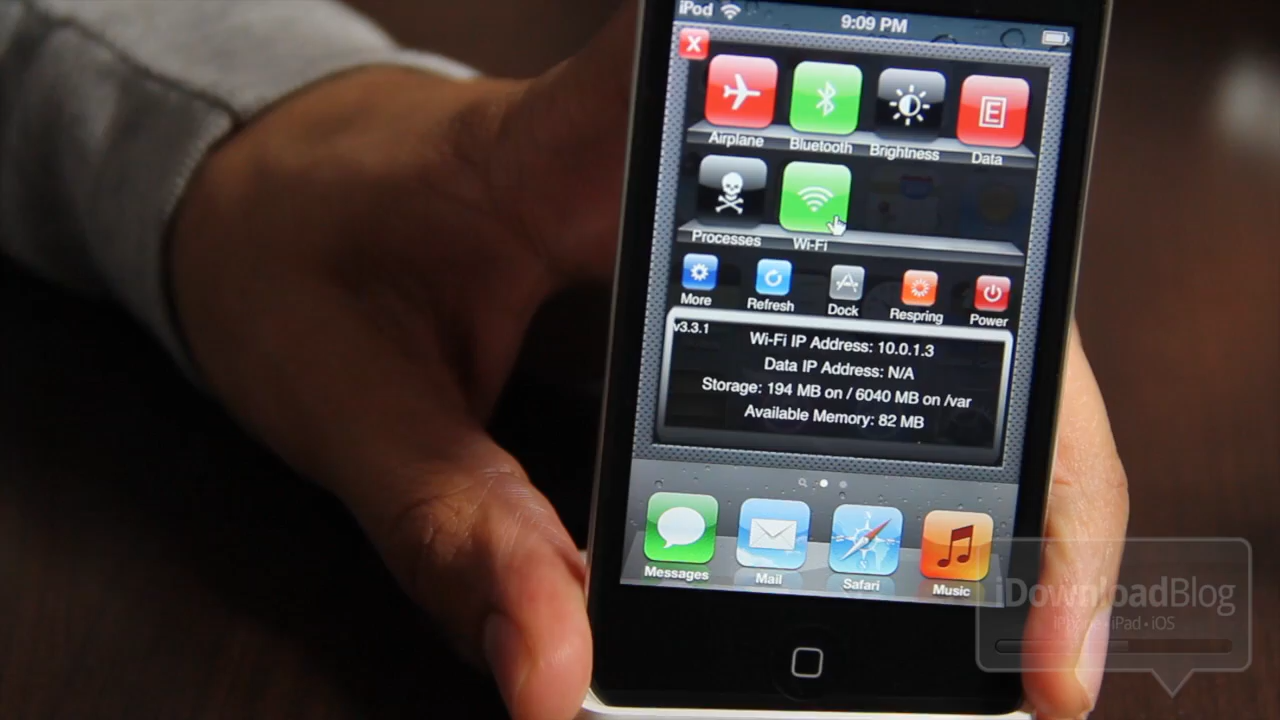 iPod 9:09 PM
X
Airplane Bluetooth Brightness Data
E
Processes Wi-Fi
More Refresh Dock Respring Power
v3.3.1
Wi-Fi IP Address: 10.0.1.3
Data IP Address: N/A
Storage: 194 MB on / 6040 MB on /var
Available Memory: 82 MB
Messages Mail Safari Music
iDownloadBlog
iPhone • iPad • iOS